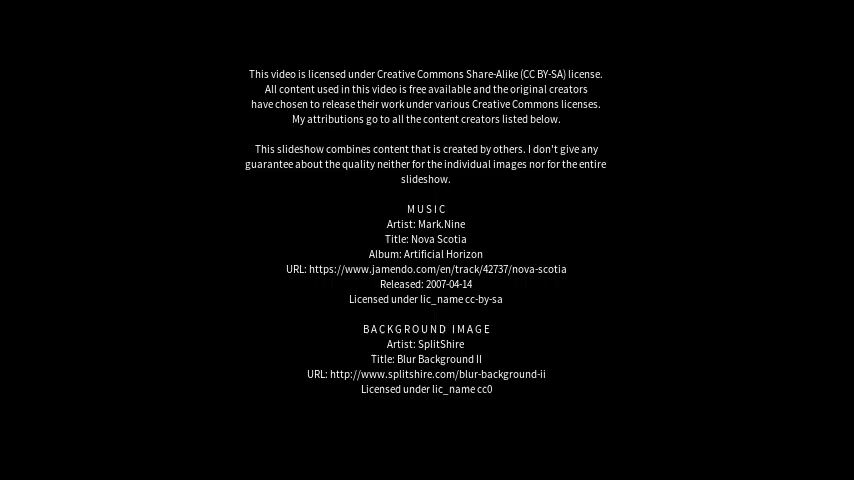 This video is licensed under Creative Commons Share-Alike (CC BY-SA) license.
All content used in this video is free available and the original creators
have chosen to release their work under various Creative Commons licenses.
My attributions go to all the content creators listed below.
This slideshow combines content that is created by others. I don't give any
guarantee about the quality neither for the individual images nor for the entire
slideshow.
MUSIC
Artist: Mark.Nine
Title: Nova Scotia
Album: Artificial Horizon
URL: https://www.jamendo.com/en/track/42737/nova-scotia
Released: 2007-04-14
Licensed under lic_name cc-by-sa
BACKGROUND IMAGE
Artist: SplitShire
Title: Blur Background II
URL: http://www.splitshire.com/blur-background-ii
Licensed under lic_name cc0